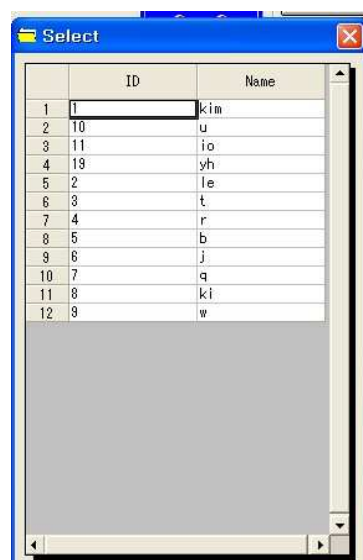 Select
ID Name
1 1 kim
2 10 u
3 11 io
4 19 yh
5 2 le
6 3 t
7 4 r
8 5 b
9 6 j
10 7 q
11 8 ki
12 9 w